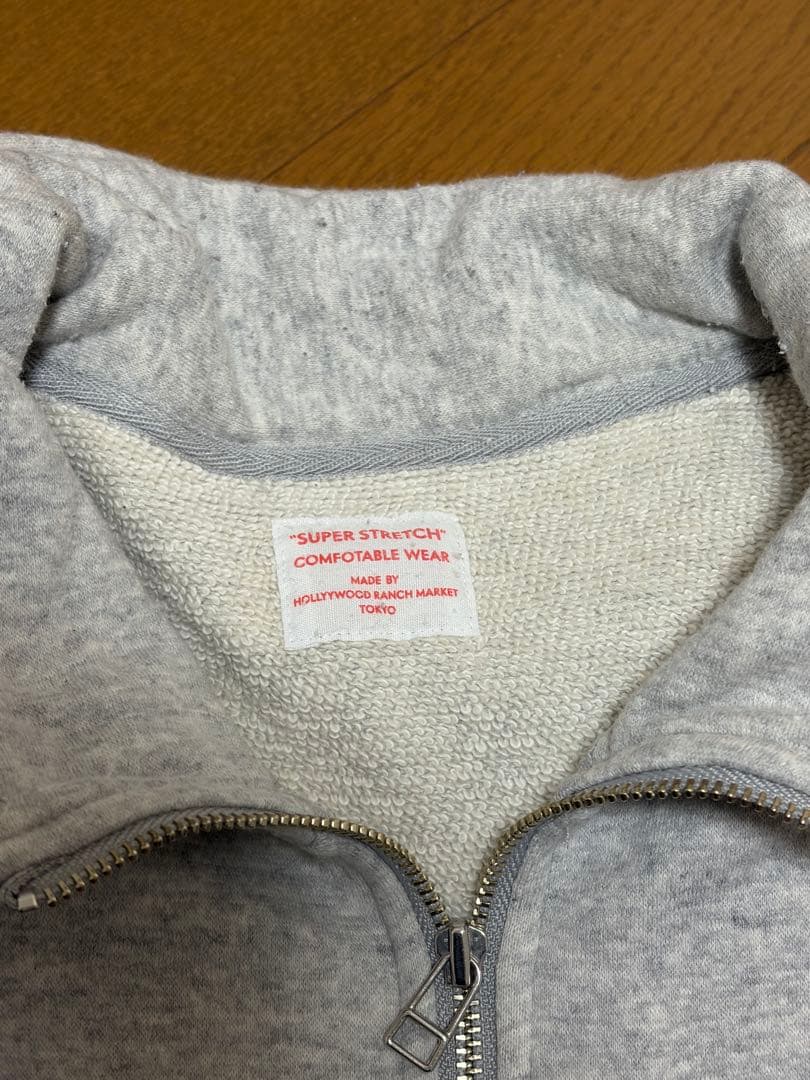 "SUPER STRETCH"
COMFOTABLE WEAR
MADE BY
HOLLYYWOOD RANCH MARKET
TOKYO